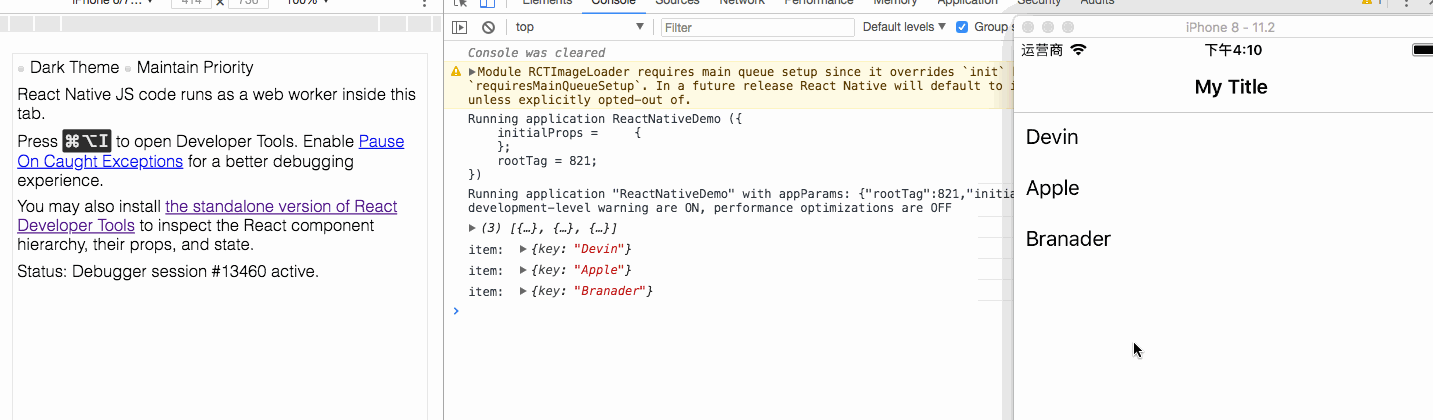 414 × 736 100%
Elements Console Sources Network Performance Memory Application Security Audits
top Filter Default levels Group
Dark Theme Maintain Priority
React Native JS code runs as a web worker inside this
tab.
Press ⌘⌥I to open Developer Tools. Enable Pause
On Caught Exceptions for a better debugging
experience.
You may also install the standalone version of React
Developer Tools to inspect the React component
hierarchy, their props, and state.
Status: Debugger session #13460 active.
Console was cleared
Module RCTImageLoader requires main queue setup since it overrides `init`
`requiresMainQueueSetup`. In a future release React Native will default to
unless explicitly opted-out of.
Running application ReactNativeDemo ({
initialProps = {
};
rootTag = 821;
})
Running application "ReactNativeDemo" with appParams: {"rootTag":821,"initia
development-level warning are ON, performance optimizations are OFF
(3) [{…}, {…}, {…}]
item: {key: "Devin"}
item: {key: "Apple"}
item: {key: "Branader"}
iPhone 8 - 11.2
运营商 下午4:10
My Title
Devin
Apple
Branader